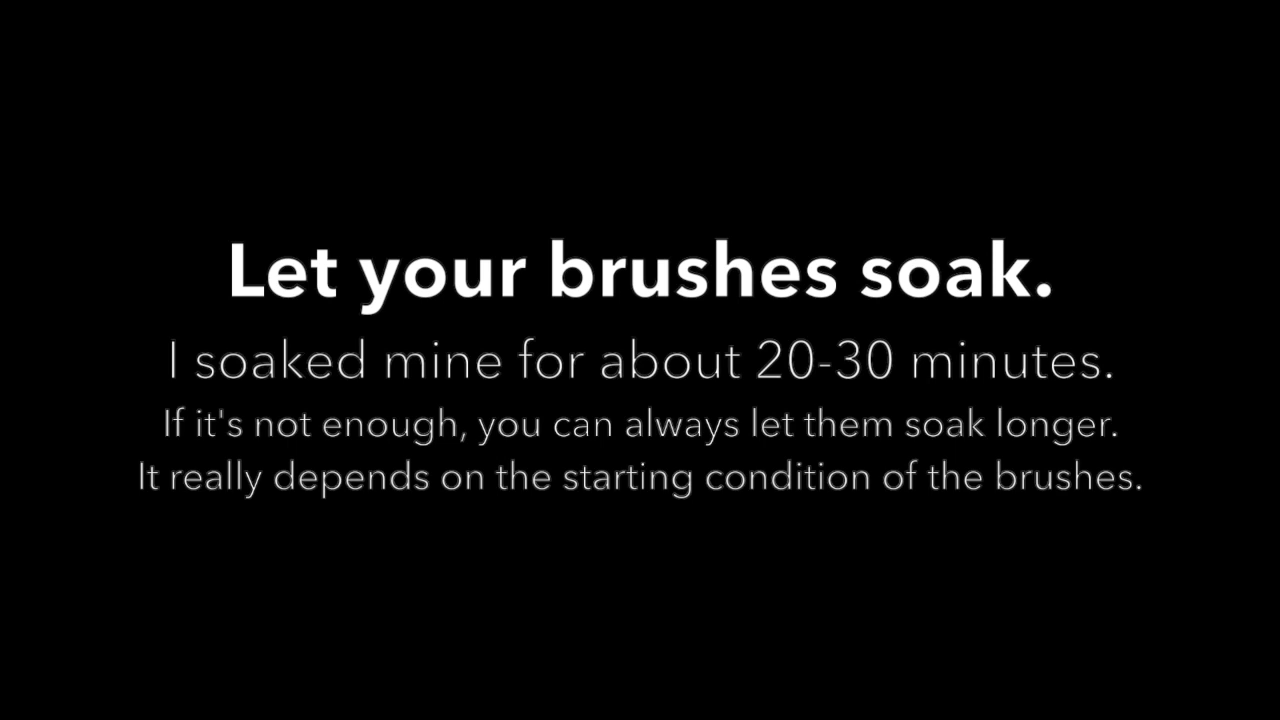 Let your brushes soak.
I soaked mine for about 20-30 minutes.
If it's not enough, you can always let them soak longer.
It really depends on the starting condition of the brushes.